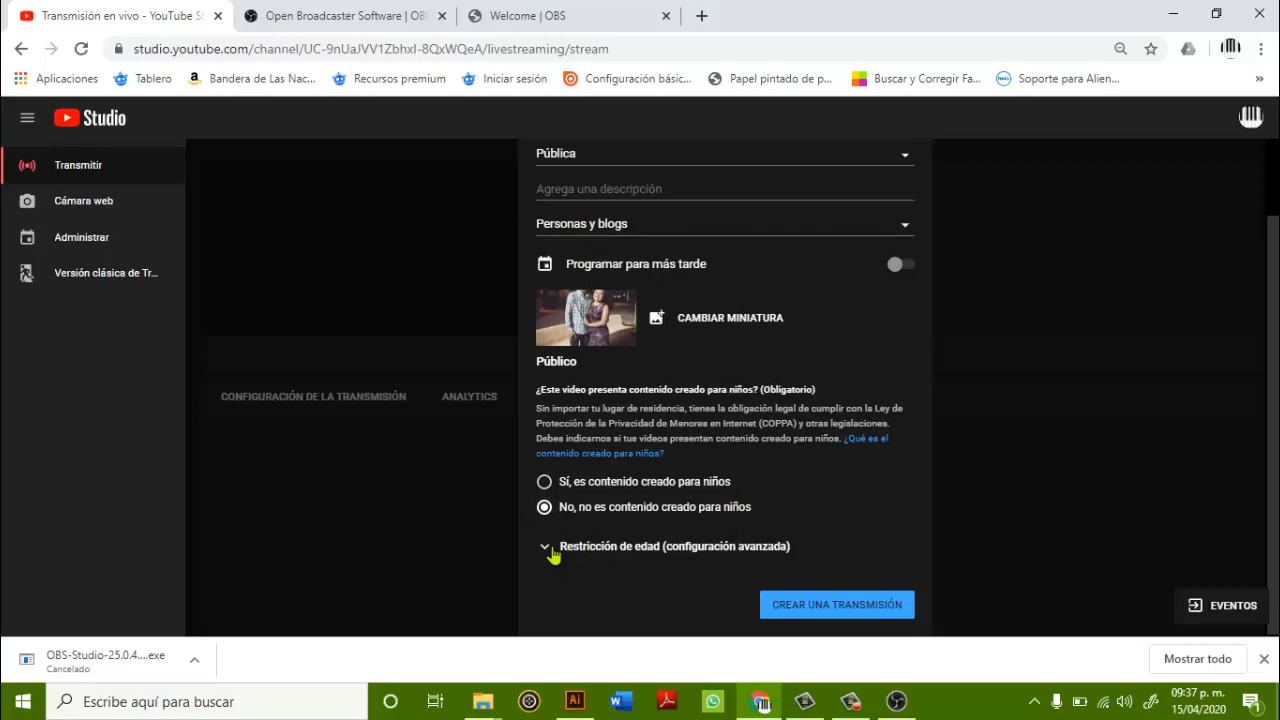 Transmisión en vivo - YouTube S
Open Broadcaster Software | OBS
Welcome | OBS
studio.youtube.com/channel/UC-9nUaJVV1ZbhxI-8QxWQeA/livestreaming/stream
Aplicaciones
Tablero
Bandera de Las Nac...
Recursos premium
Iniciar sesión
Configuración básic...
Papel pintado de p...
Buscar y Corregir Fa...
Soporte para Alien...
»
Studio
Transmitir
Cámara web
Administrar
Versión clásica de Tr...
Pública
Agrega una descripción
Personas y blogs
Programar para más tarde
CAMBIAR MINIATURA
Público
¿Este video presenta contenido creado para niños? (Obligatorio)
Sin importar tu lugar de residencia, tienes la obligación legal de cumplir con la Ley de
Protección de la Privacidad de Menores en Internet (COPPA) y otras legislaciones.
Debes indicarnos si tus videos presentan contenido creado para niños. ¿Qué es el
contenido creado para niños?
Sí, es contenido creado para niños
No, no es contenido creado para niños
Restricción de edad (configuración avanzada)
CREAR UNA TRANSMISIÓN
CONFIGURACIÓN DE LA TRANSMISIÓN
ANALYTICS
EVENTOS
OBS-Studio-25.0.4....exe
Cancelado
Mostrar todo
Escribe aquí para buscar
09:37 p. m.
15/04/2020